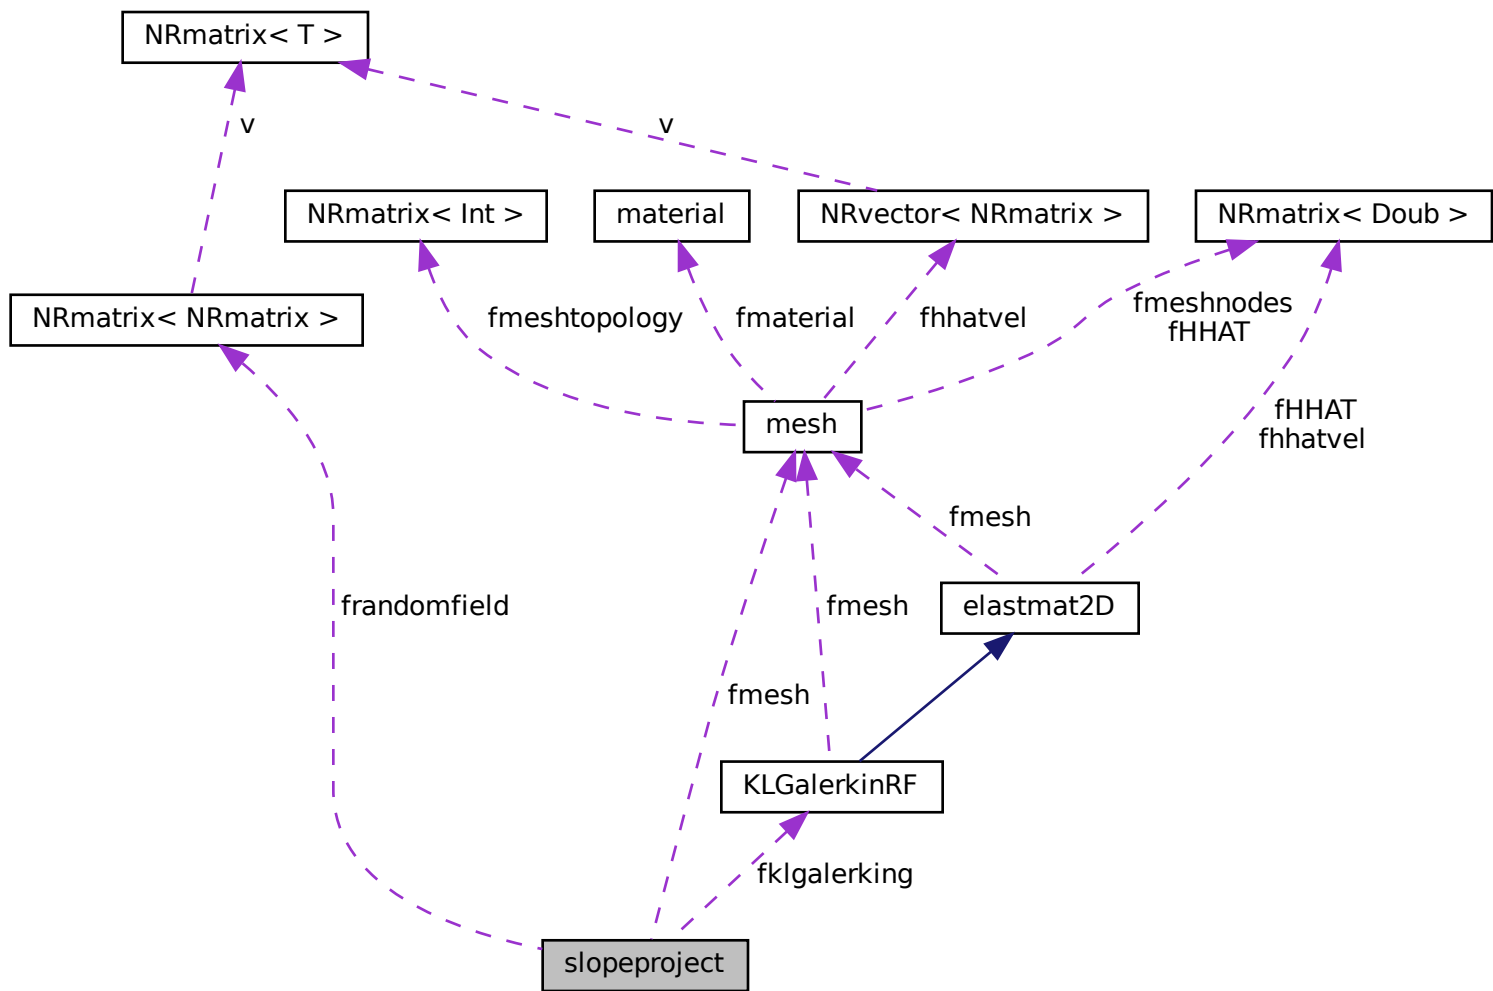 NRmatrix< T >
v
v
NRmatrix< Int >
material
NRvector< NRmatrix >
NRmatrix< Doub >
NRmatrix< NRmatrix >
fmeshtopology
fmaterial
fhhatvel
fmeshnodes
fHHAT
mesh
fHHAT
fhhatvel
fmesh
frandomfield
fmesh
elastmat2D
fmesh
KLGalerkinRF
fklgalerking
slopeproject